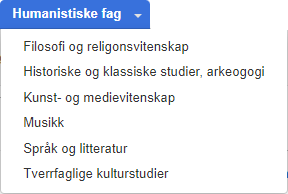 Humanistiske fag
Filosofi og religonsvitenskap
Historiske og klassiske studier, arkeogogi
Kunst- og medievitenskap
Musikk
Språk og litteratur
Tverrfaglige kulturstudier